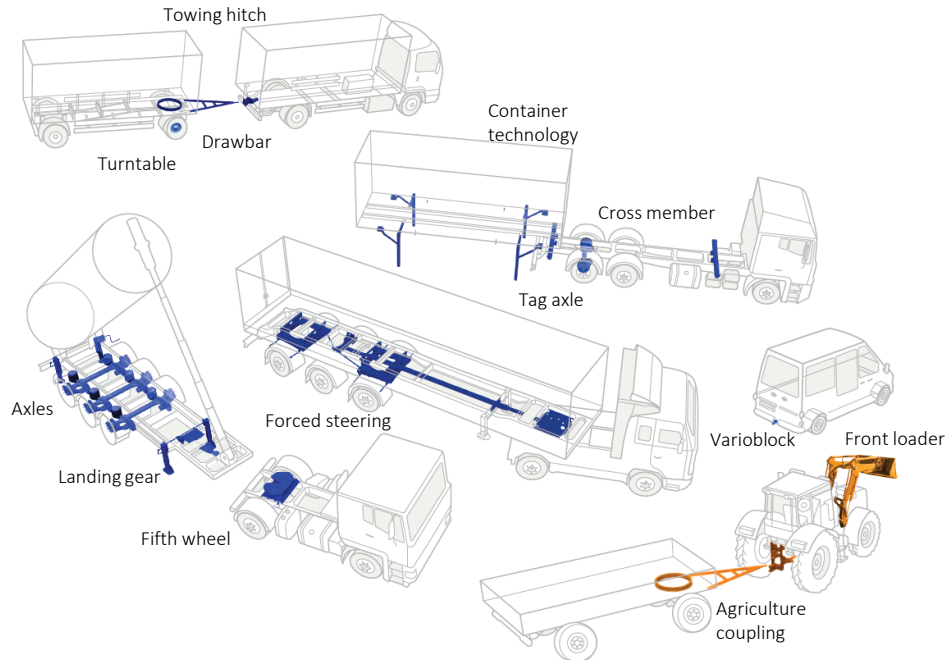 Towing hitch
Drawbar
Turntable
Container
technology
Cross member
Tag axle
Axles
Forced steering
Landing gear
Varioblock
Front loader
Fifth wheel
Agriculture
coupling